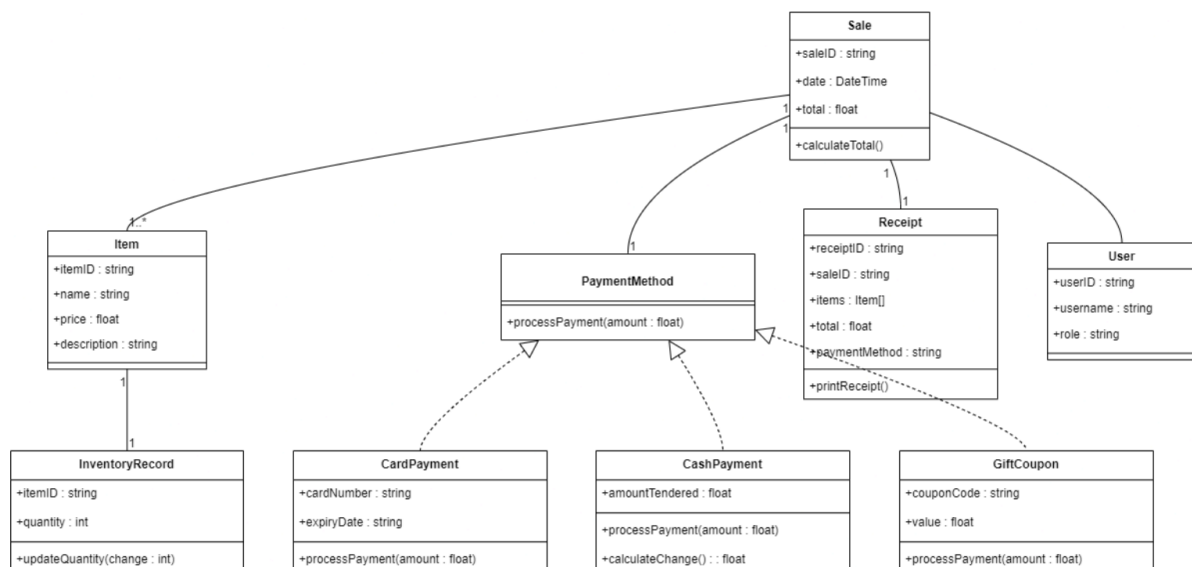 Sale
+saleID : string
+date : DateTime
+total : float
+calculateTotal()
1
1
1
1..*
1
1
Item
+itemID : string
+name : string
+price : float
+description : string
PaymentMethod
+processPayment(amount : float)
Receipt
+receiptID : string
+saleID : string
+items : Item[]
+total : float
+paymentMethod : string
+printReceipt()
User
+userID : string
+username : string
+role : string
1
1
InventoryRecord
+itemID : string
+quantity : int
+updateQuantity(change : int)
CardPayment
+cardNumber : string
+expiryDate : string
+processPayment(amount : float)
CashPayment
+amountTendered : float
+processPayment(amount : float)
+calculateChange() : : float
GiftCoupon
+couponCode : string
+value : float
+processPayment(amount : float)